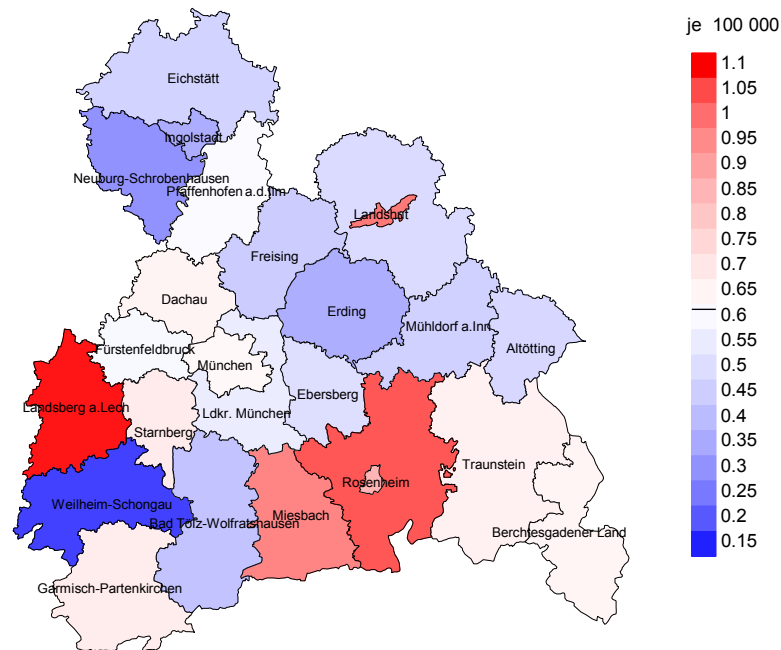 je 100 000
1.1
1.05
1
0.95
0.9
0.85
0.8
0.75
0.7
0.65
0.6
0.55
0.5
0.45
0.4
0.35
0.3
0.25
0.2
0.15
Eichstätt
Ingolstadt
Neuburg-Schrobenhausen
Pfaffenhofen a.d.Ilm
Landshut
Freising
Dachau
Erding
Mühldorf a.Inn
Altötting
Fürstenfeldbruck
München
Ebersberg
Landsberg a.Lech
Ldkr. München
Starnberg
Traunstein
Rosenheim
Weilheim-Schongau
Miesbach
Bad Tölz-Wolfratshausen
Berchtesgadener Land
Garmisch-Partenkirchen